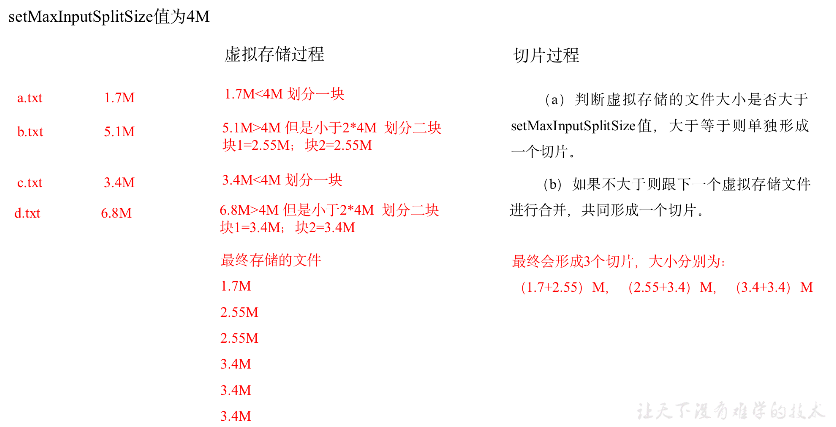 setMaxInputSplitSize值为4M
虚拟存储过程
切片过程
a.txt 1.7M 1.7M<4M 划分一块
b.txt 5.1M 5.1M>4M 但是小于2*4M 划分二块
块1=2.55M；块2=2.55M
c.txt 3.4M 3.4M<4M 划分一块
d.txt 6.8M 6.8M>4M 但是小于2*4M 划分二块
块1=3.4M；块2=3.4M
最终存储的文件
1.7M
2.55M
2.55M
3.4M
3.4M
3.4M
（a）判断虚拟存储的文件大小是否大于
setMaxInputSplitSize值，大于等于则单独形成
一个切片。
（b）如果不大于则跟下一个虚拟存储文件
进行合并，共同形成一个切片。
最终会形成3个切片，大小分别为：
（1.7+2.55）M，（2.55+3.4）M，（3.4+3.4）M
让天下没有难学的技术